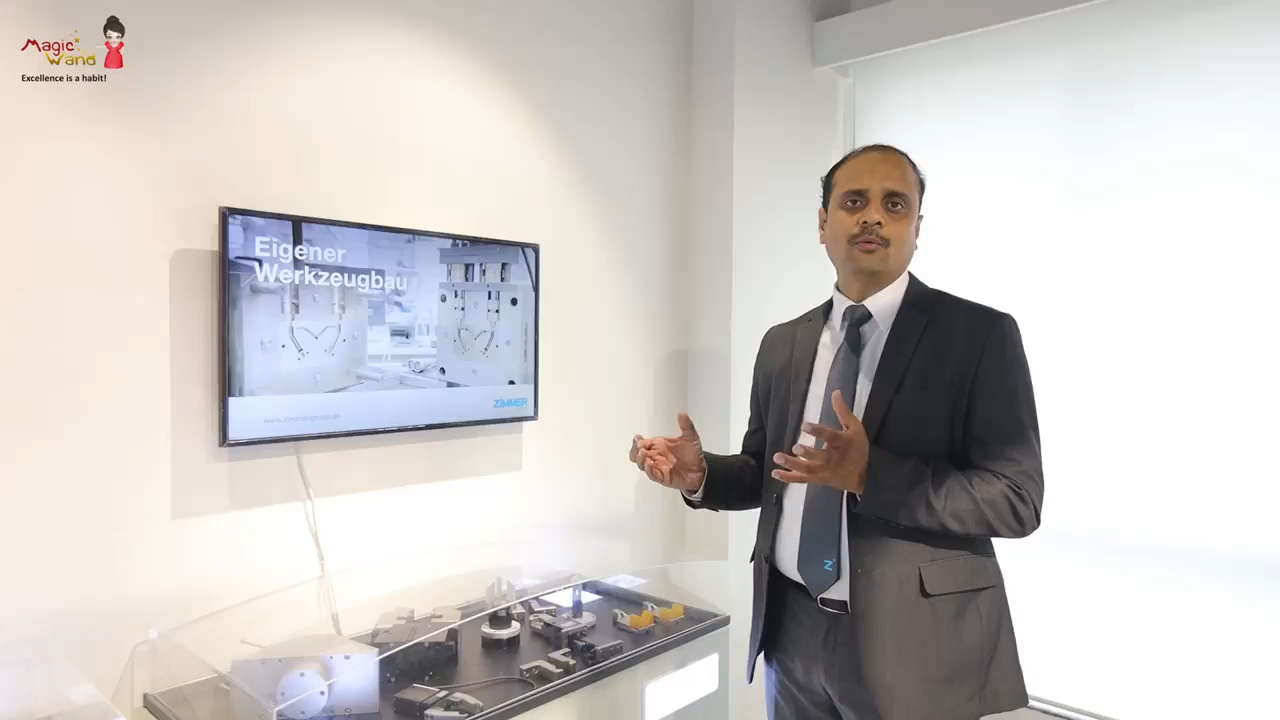 Magic
Wand
Excellence is a habit!
Eigener
Werkzeugbau
ZIMMER
www.zimmergroup.de
Z